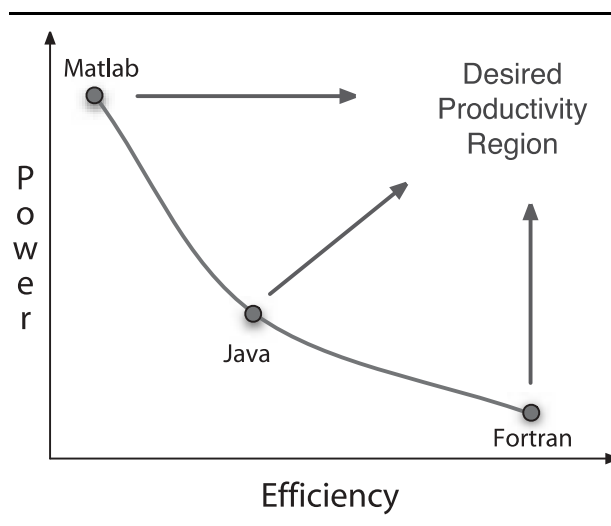 Matlab
Desired
Productivity
Region
P
o
w
e
r
Java
Fortran
Efficiency